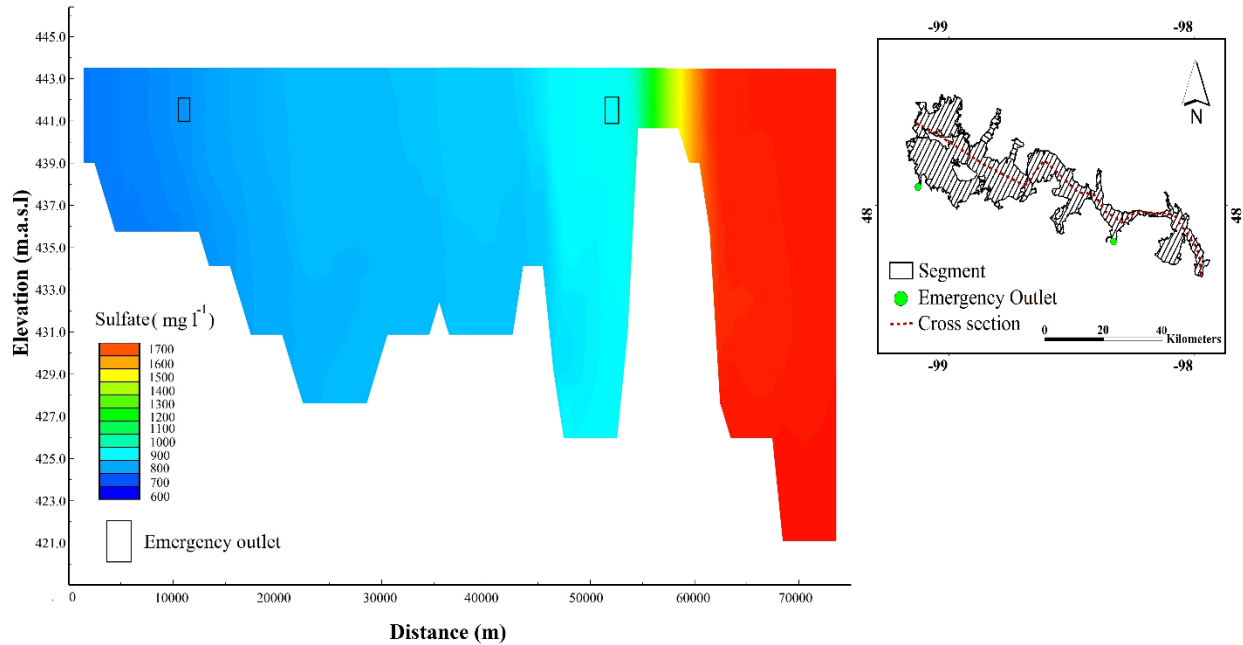 445.0
443.0
441.0
439.0
437.0
435.0
433.0
431.0
429.0
427.0
425.0
423.0
421.0
Elevation (m.a.s.l)
Sulfate( mg l-1)
1700
1600
1500
1400
1300
1200
1100
1000
900
800
700
600
Emergency outlet
0 10000 20000 30000 40000 50000 60000 70000
Distance (m)
-99 -98
N
48 48
Segment
Emergency Outlet
Cross section
0 20 40
Kilometers
-99 -98